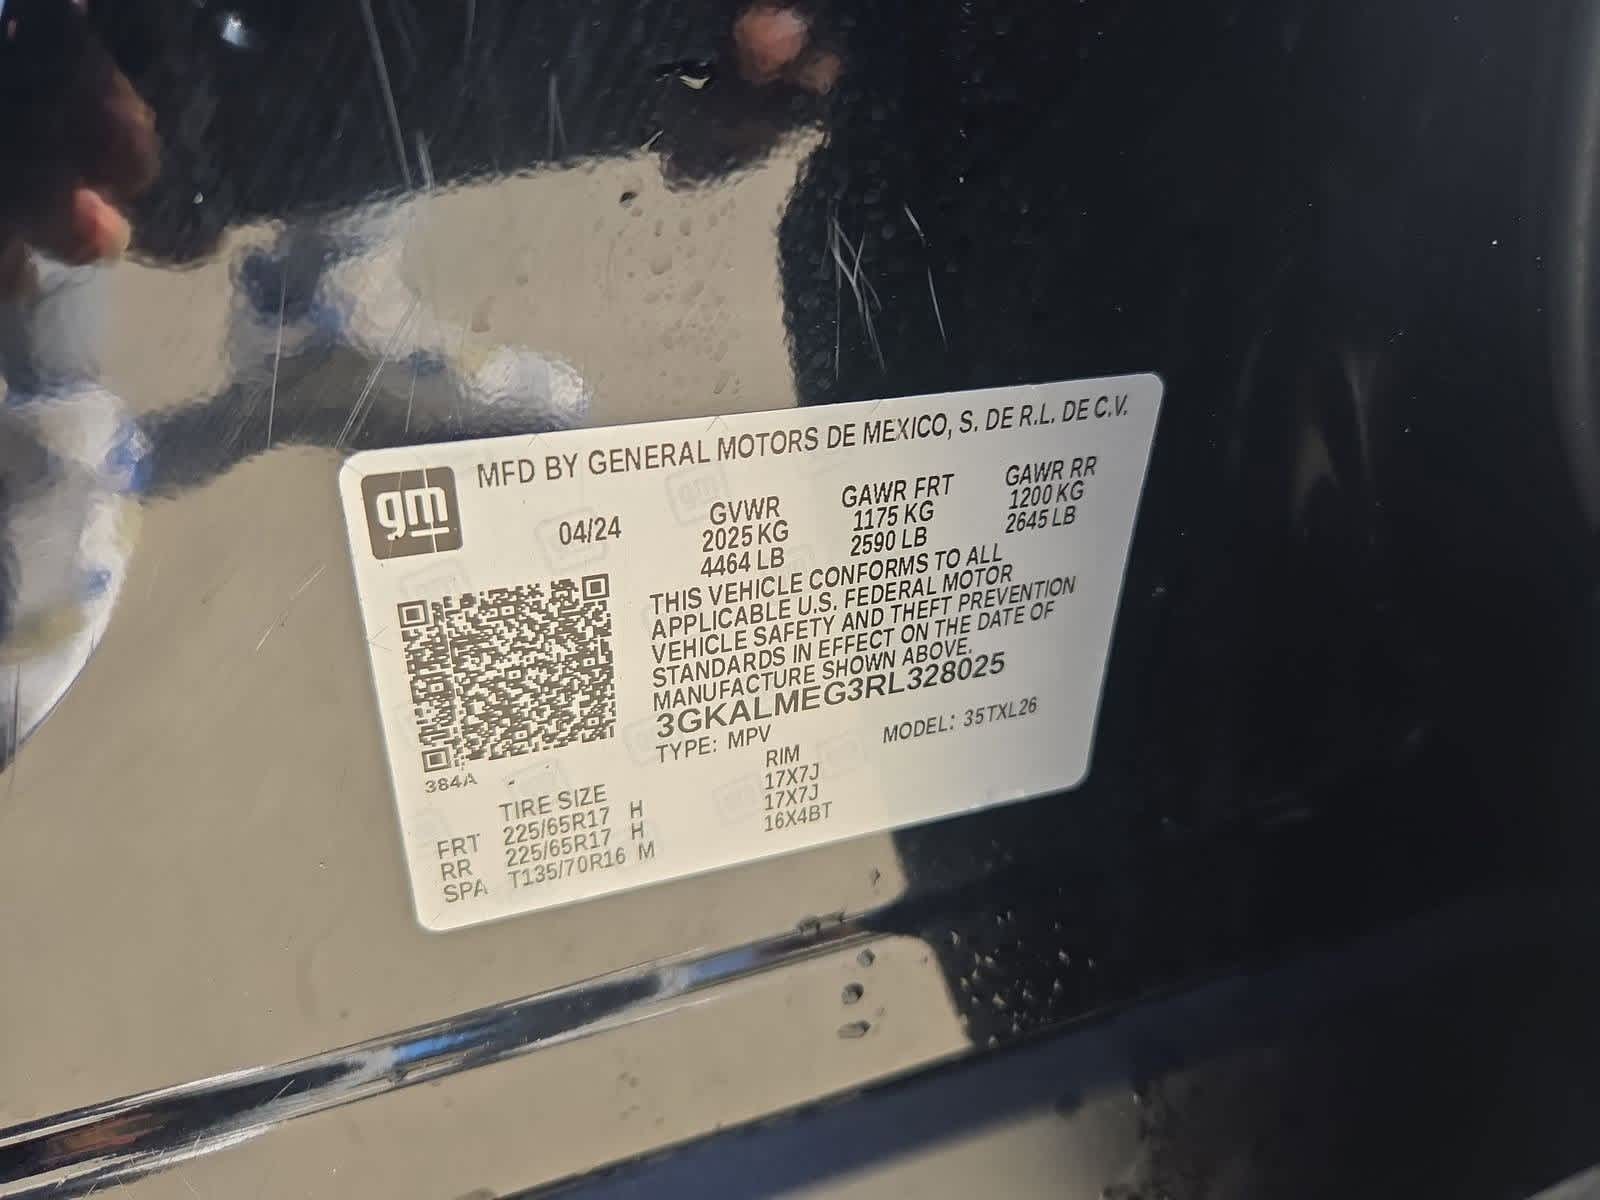 MFD BY GENERAL MOTORS DE MEXICO, S. DE R.L. DE C.V.
gm
04/24
GVWR
2025 KG
4464 LB
GAWR FRT
1175 KG
2590 LB
GAWR RR
1200 KG
2645 LB
THIS VEHICLE CONFORMS TO ALL
APPLICABLE U.S. FEDERAL MOTOR
VEHICLE SAFETY AND THEFT PREVENTION
STANDARDS IN EFFECT ON THE DATE OF
MANUFACTURE SHOWN ABOVE.
3GKALMEG3RL328025
TYPE: MPV
MODEL: 35TXL26
384A
TIRE SIZE
RIM
FRT 225/65R17 H 17X7J
RR 225/65R17 H 17X7J
SPA T135/70R16 M 16X4BT